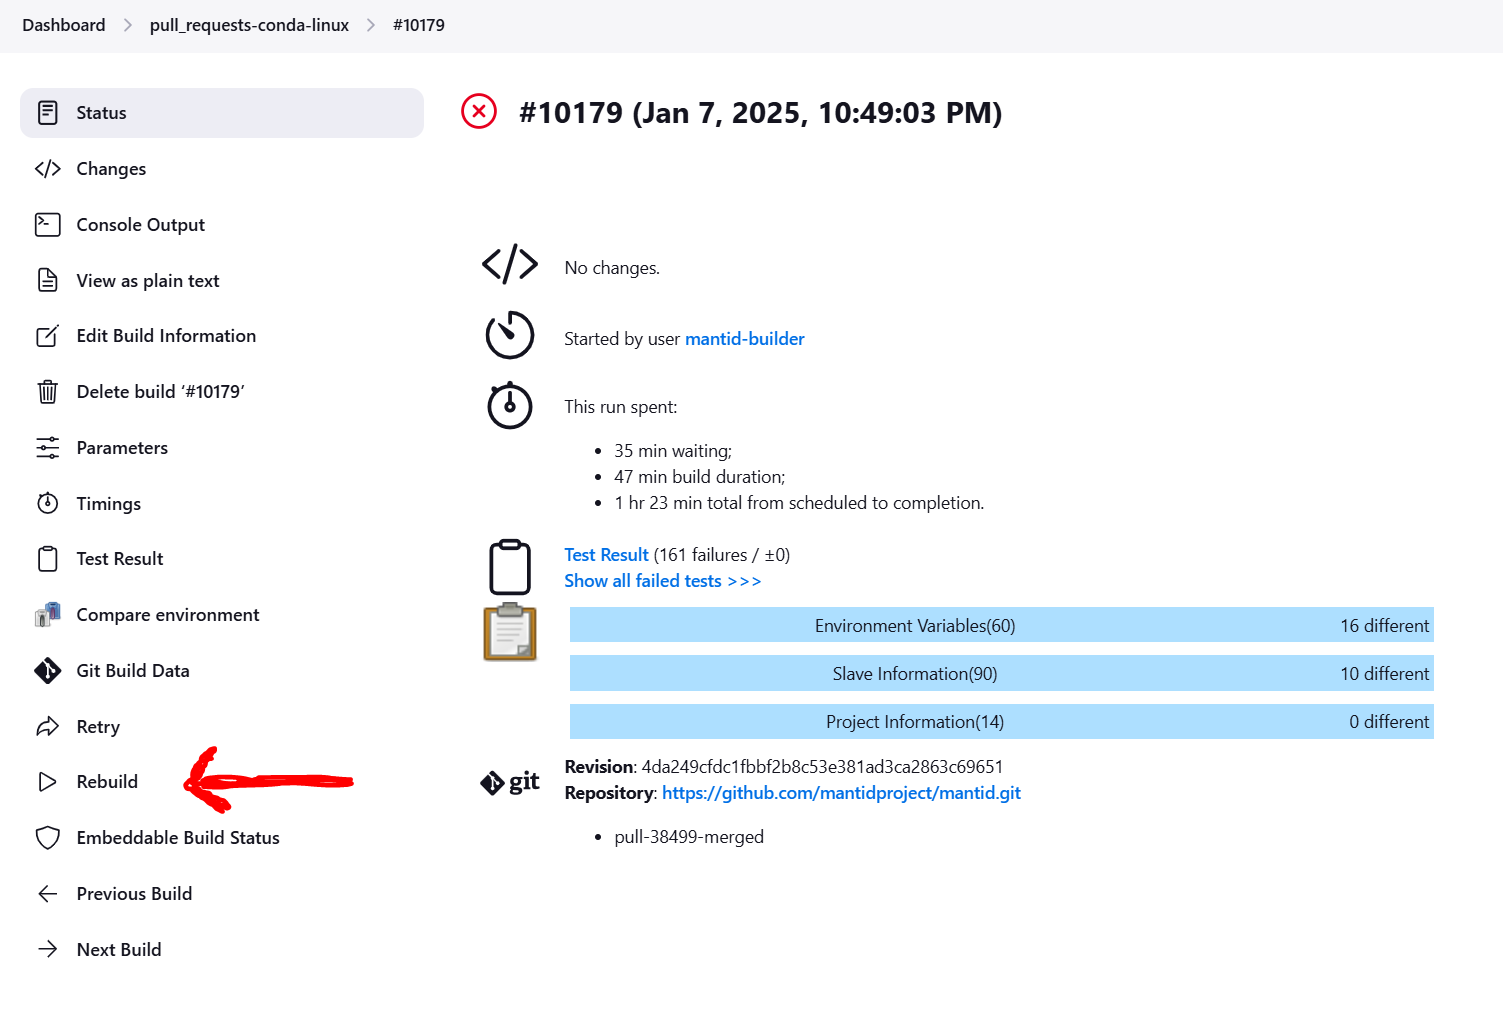 Dashboard > pull_requests-conda-linux > #10179
Status
Changes
Console Output
View as plain text
Edit Build Information
Delete build ‘#10179’
Parameters
Timings
Test Result
Compare environment
Git Build Data
Retry
Rebuild
Embeddable Build Status
Previous Build
Next Build
#10179 (Jan 7, 2025, 10:49:03 PM)
No changes.
Started by user mantid-builder
This run spent:
• 35 min waiting;
• 47 min build duration;
• 1 hr 23 min total from scheduled to completion.
Test Result (161 failures / ±0)
Show all failed tests >>>
Environment Variables(60) 16 different
Slave Information(90) 10 different
Project Information(14) 0 different
git
Revision: 4da249cfdc1fbbf2b8c53e381ad3ca2863c69651
Repository: https://github.com/mantidproject/mantid.git
• pull-38499-merged